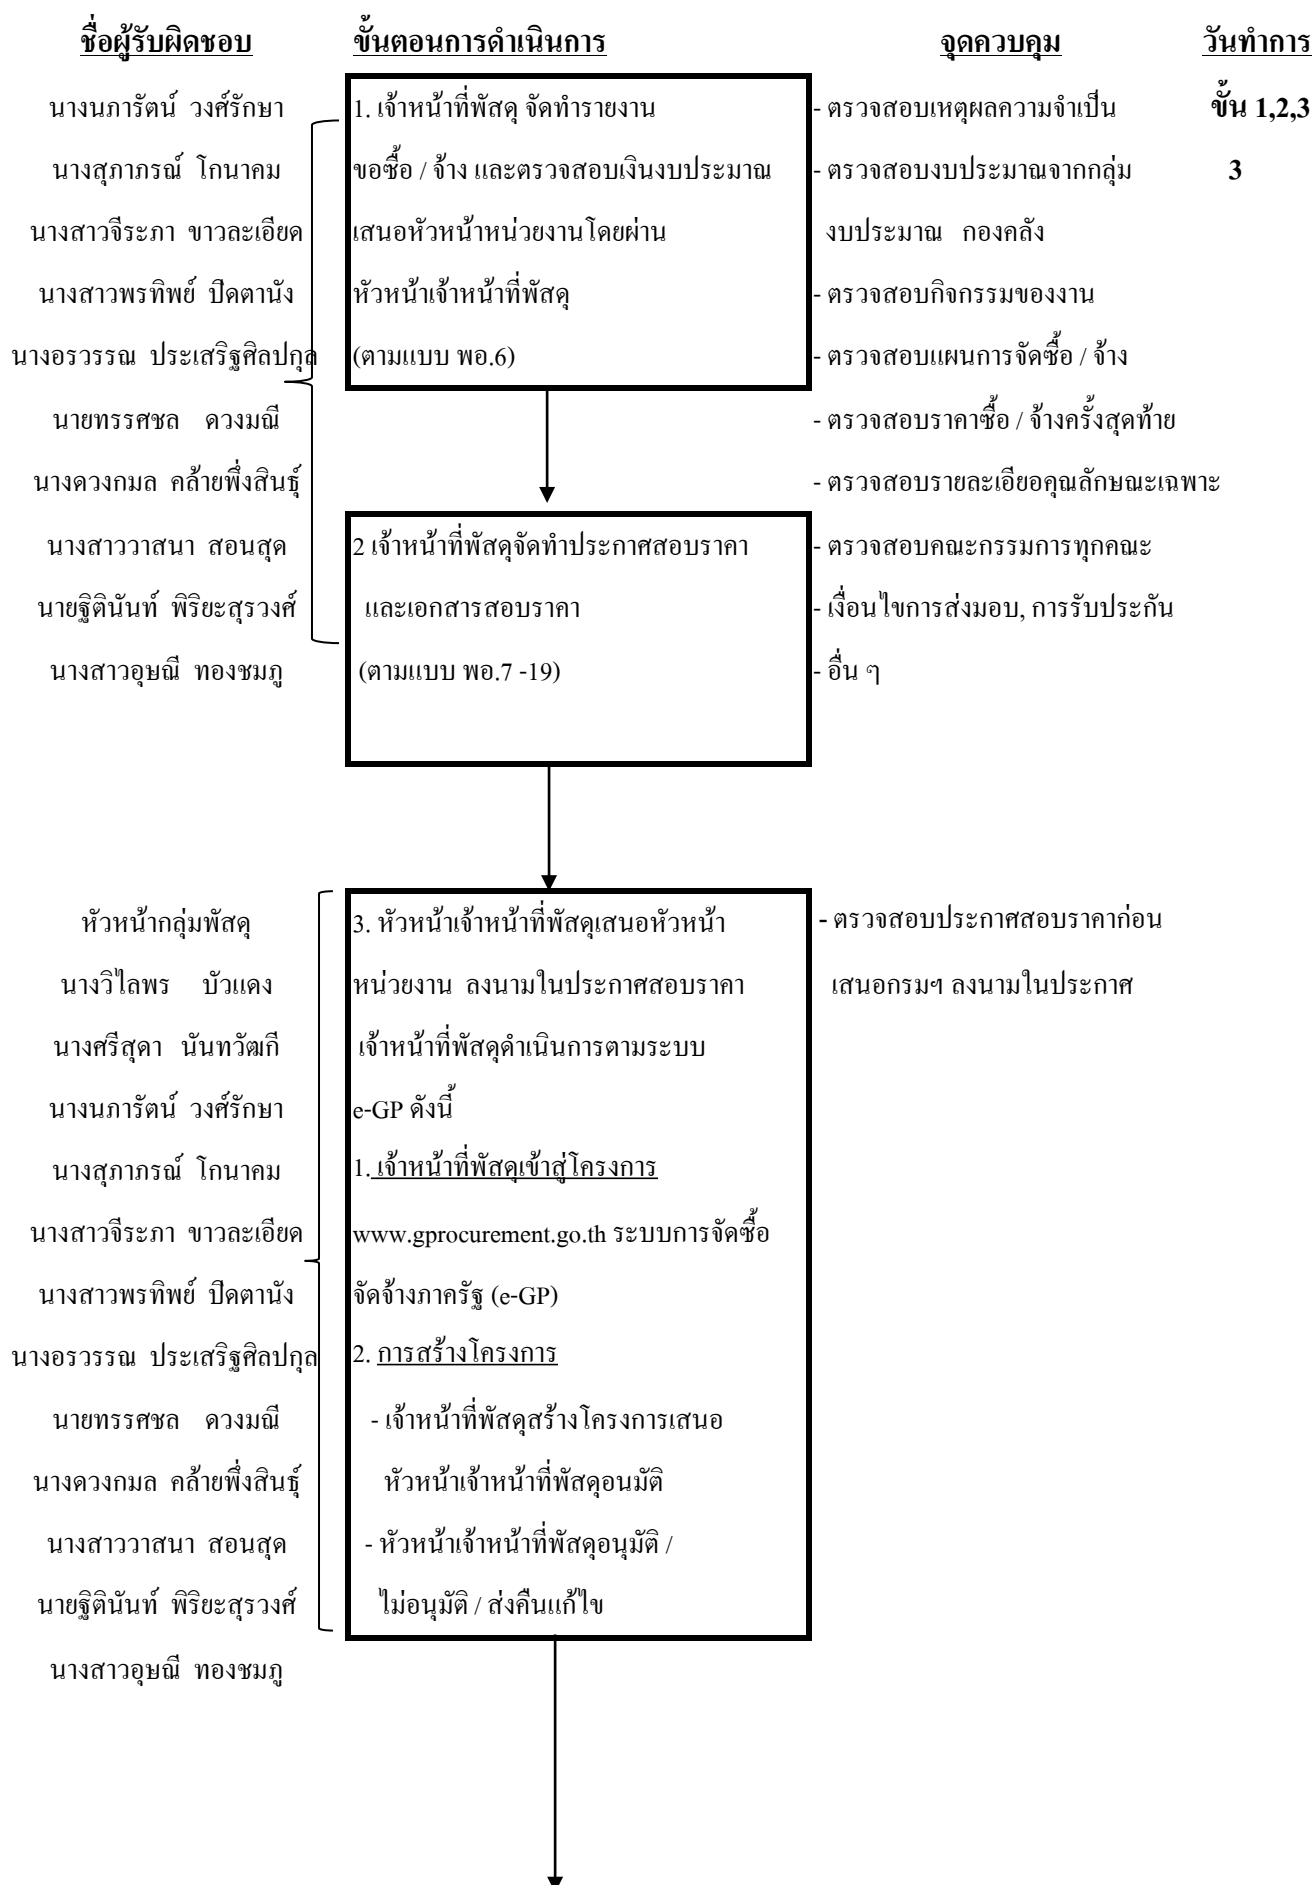 ชื่อผู้รับผิดชอบ ขั้นตอนการดำเนินการ จุดควบคุม วันทำการ
นางนภารัตน์ วงศ์รักษา 1. เจ้าหน้าที่พัสดุ จัดทำรายงาน - ตรวจสอบเหตุผลความจำเป็น ขั้น 1,2,3
นางสุภาภรณ์ โกนาคม ขอซื้อ / จ้าง และตรวจสอบเงินงบประมาณ - ตรวจสอบงบประมาณจากกลุ่ม 3
นางสาวจีระภา ขาวละเอียด เสนอหัวหน้าหน่วยงานโดยผ่าน งบประมาณ กองคลัง
นางสาวพรทิพย์ ปิดตานัง หัวหน้าเจ้าหน้าที่พัสดุ - ตรวจสอบกิจกรรมของงาน
นางอรวรรณ ประเสริฐศิลปกุล (ตามแบบ พอ.6) - ตรวจสอบแผนการจัดซื้อ / จ้าง
นายทรรศชล ดวงมณี - ตรวจสอบราคาซื้อ / จ้างครั้งสุดท้าย
นางดวงกมล คล้ายพึ่งสินธุ์ - ตรวจสอบรายละเอียอคุณลักษณะเฉพาะ
นางสาววาสนา สอนสุด 2 เจ้าหน้าที่พัสดุจัดทำประกาศสอบราคา - ตรวจสอบคณะกรรมการทุกคณะ
นายฐิตินันท์ พิริยะสุรวงศ์ และเอกสารสอบราคา - เงื่อนไขการส่งมอบ, การรับประกัน
นางสาวอุษณี ทองชมภู (ตามแบบ พอ.7 -19) - อื่น ๆ
หัวหน้ากลุ่มพัสดุ 3. หัวหน้าเจ้าหน้าที่พัสดุเสนอหัวหน้า - ตรวจสอบประกาศสอบราคาก่อน
นางวิไลพร บัวแดง หน่วยงาน ลงนามในประกาศสอบราคา เสนอกรมฯ ลงนามในประกาศ
นางศรีสุดา นันทวัฒกี เจ้าหน้าที่พัสดุดำเนินการตามระบบ
นางนภารัตน์ วงศ์รักษา e-GP ดังนี้
นางสุภาภรณ์ โกนาคม 1. เจ้าหน้าที่พัสดุเข้าสู่โครงการ
นางสาวจีระภา ขาวละเอียด www.gprocurement.go.th ระบบการจัดซื้อ
นางสาวพรทิพย์ ปิดตานัง จัดจ้างภาครัฐ (e-GP)
นางอรวรรณ ประเสริฐศิลปกุล 2. การสร้างโครงการ
นายทรรศชล ดวงมณี - เจ้าหน้าที่พัสดุสร้างโครงการเสนอ
นางดวงกมล คล้ายพึ่งสินธุ์ หัวหน้าเจ้าหน้าที่พัสดุอนมัติ
นางสาววาสนา สอนสุด - หัวหน้าเจ้าหน้าที่พัสดุอนุมัติ /
นายฐิตินันท์ พิริยะสุรวงศ์ ไม่อนุมัติ / ส่งคืนแก้ไข
นางสาวอุษณี ทองชมภู